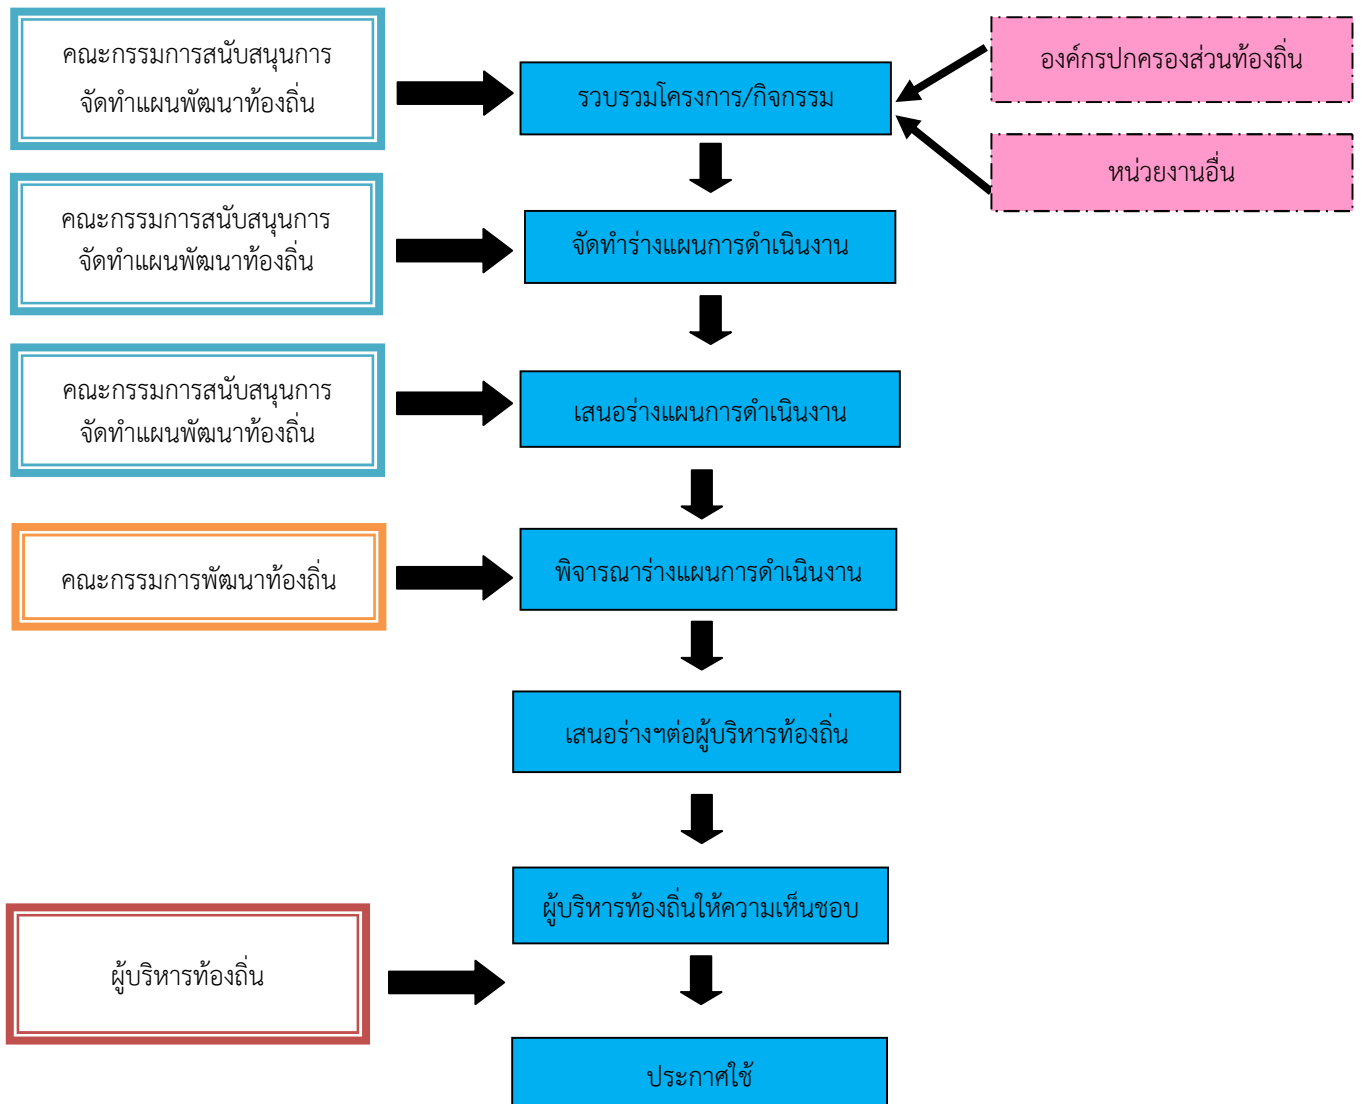 คณะกรรมการสนับสนุนการ
จัดทำแผนพัฒนาท้องถิ่น
รวบรวมโครงการ/กิจกรรม
องค์กรปกครองส่วนท้องถิ่น
หน่วยงานอื่น
คณะกรรมการสนับสนุนการ
จัดทำแผนพัฒนาท้องถิ่น
จัดทำร่างแผนการดำเนินงาน
คณะกรรมการสนับสนุนการ
จัดทำแผนพัฒนาท้องถิ่น
เสนอร่างแผนการดำเนินงาน
คณะกรรมการพัฒนาท้องถิ่น
พิจารณาร่างแผนการดำเนินงาน
เสนอร่างฯต่อผู้บริหารท้องถิ่น
ผู้บริหารท้องถิ่นให้ความเห็นชอบ
ผู้บริหารท้องถิ่น
ประกาศใช้